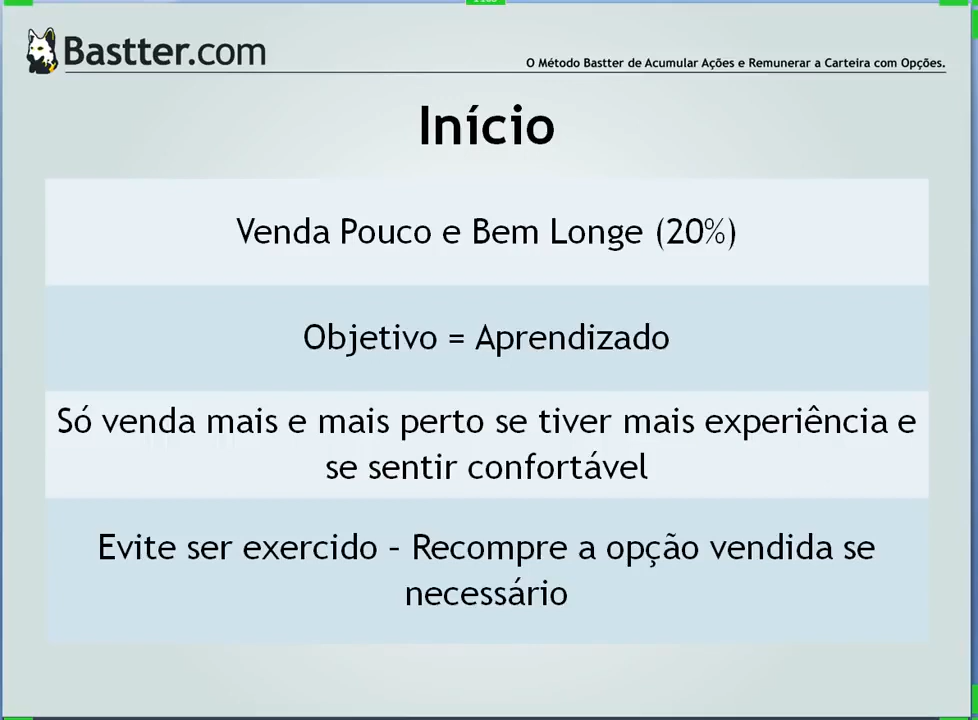 Bastter.com
O Método Bastter de Acumular Ações e Remunerar a Carteira com Opções.
Início
Venda Pouco e Bem Longe (20%)
Objetivo = Aprendizado
Só venda mais e mais perto se tiver mais experiência e
se sentir confortável
Evite ser exercido – Recompre a opção vendida se
necessário